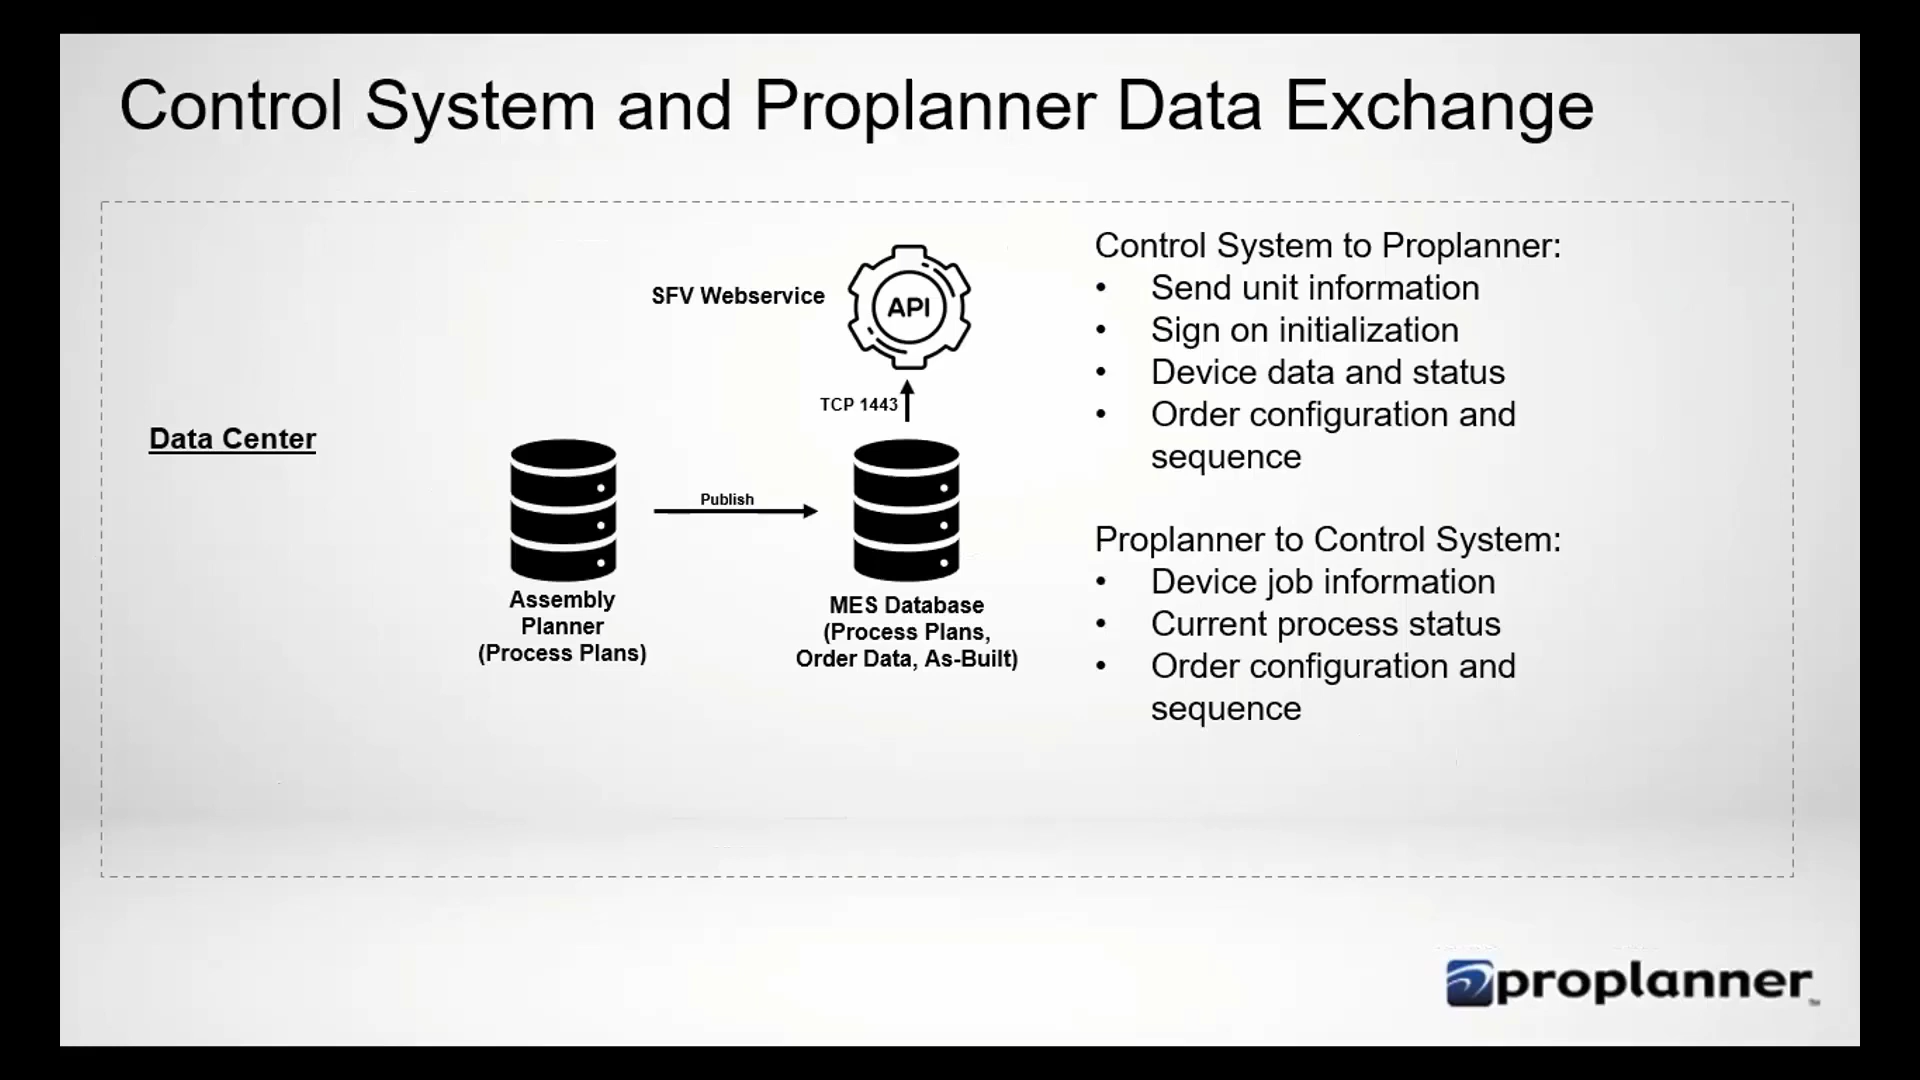 Control System and Proplanner Data Exchange
SFV Webservice
API
TCP 1443
Data Center
Publish
Assembly
Planner
(Process Plans)
MES Database
(Process Plans,
Order Data, As-Built)
Control System to Proplanner:
• Send unit information
• Sign on initialization
• Device data and status
• Order configuration and
sequence
Proplanner to Control System:
• Device job information
• Current process status
• Order configuration and
sequence
proplanner